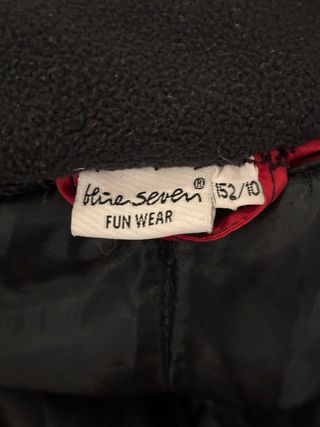 blue seven ®
FUN WEAR
152/10